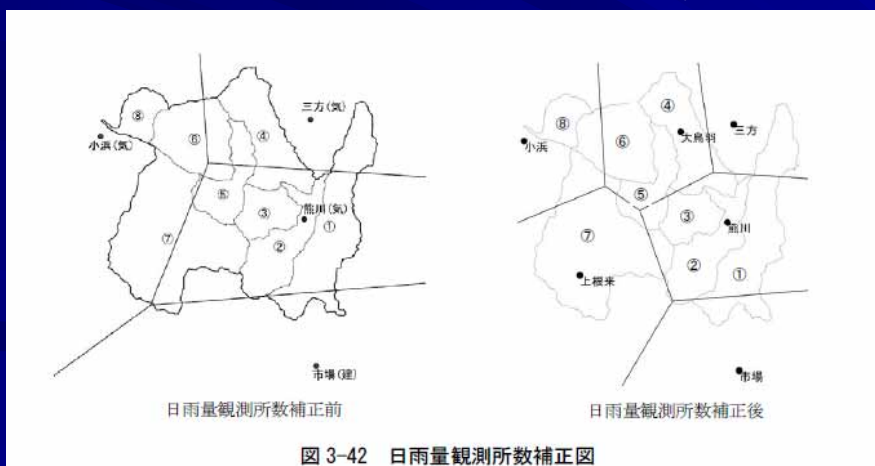 三方(気)
⑧
④
⑥
小浜(気)
⑤
③
熊川(気)
①
⑦
②
市場(建)
日雨量観測所数補正前
④
⑧
大鳥羽
三方
小浜
⑥
⑤
③
熊川
⑦
②
①
上根来
市場
日雨量観測所数補正後
図 3-42 日雨量観測所数補正図